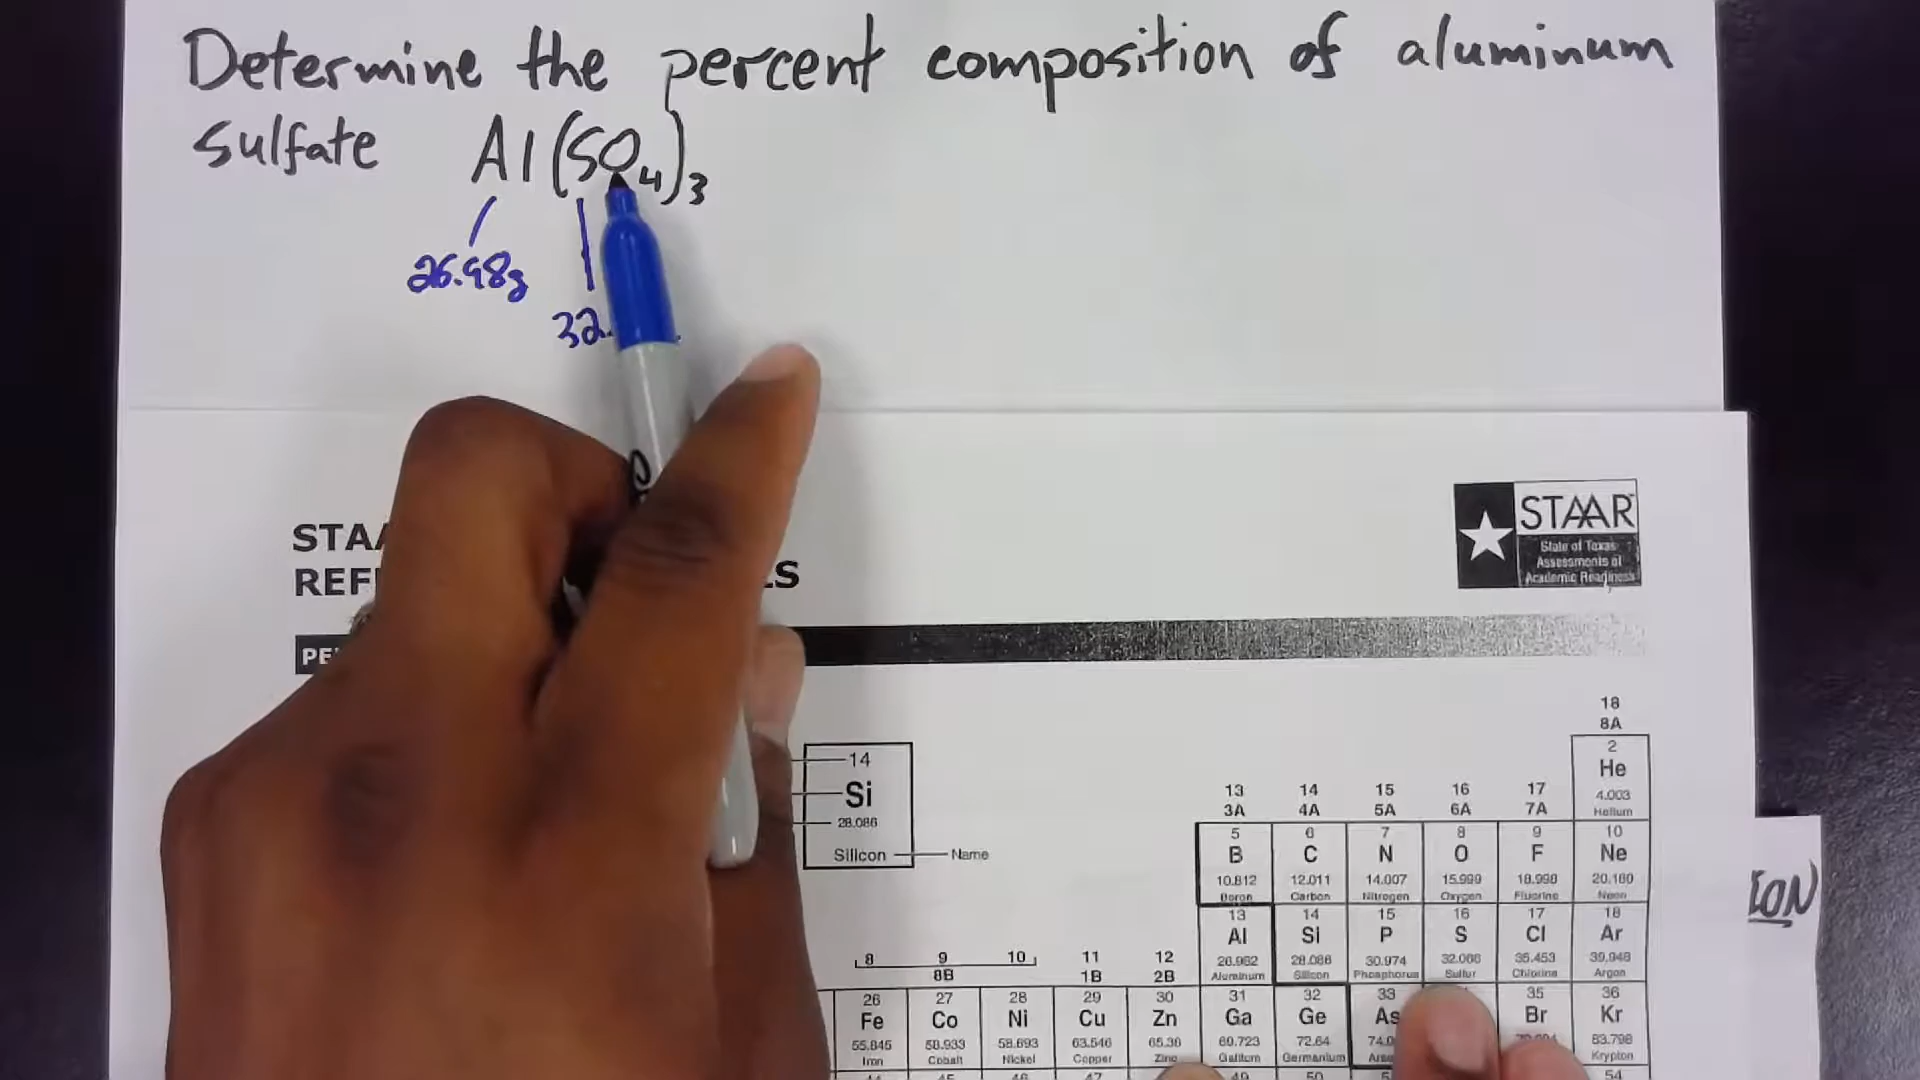 Determine the percent composition of aluminum
sulfate Al(SO4)3
26.98g
32.
STAAR
State of Texas
Assessments of
Academic Readiness
18
8A
2
He
4.003
Helium
14
Si
28.086
Silicon
Name
13 14 15 16 17
3A 4A 5A 6A 7A
5 6 7 8 9 10
B C N O F Ne
10.812 12.011 14.007 15.999 18.998 20.180
Boron Carbon Nitrogen Oxygen Fluorine Neon
13 14 15 16 17 18
Al Si P S Cl Ar
26.982 28.086 30.974 32.066 35.453 39.948
Aluminum Silicon Phosphorus Sulfur Chlorine Argon
8 9 10 11 12
8B 1B 2B
26 27 28 29 30 31 32 33 35 36
Fe Co Ni Cu Zn Ga Ge As Br Kr
55.845 58.933 58.693 63.546 65.38 69.723 72.64 83.798
Iron Cobalt Nickel Copper Zinc Gallium Germanium Krypton
54